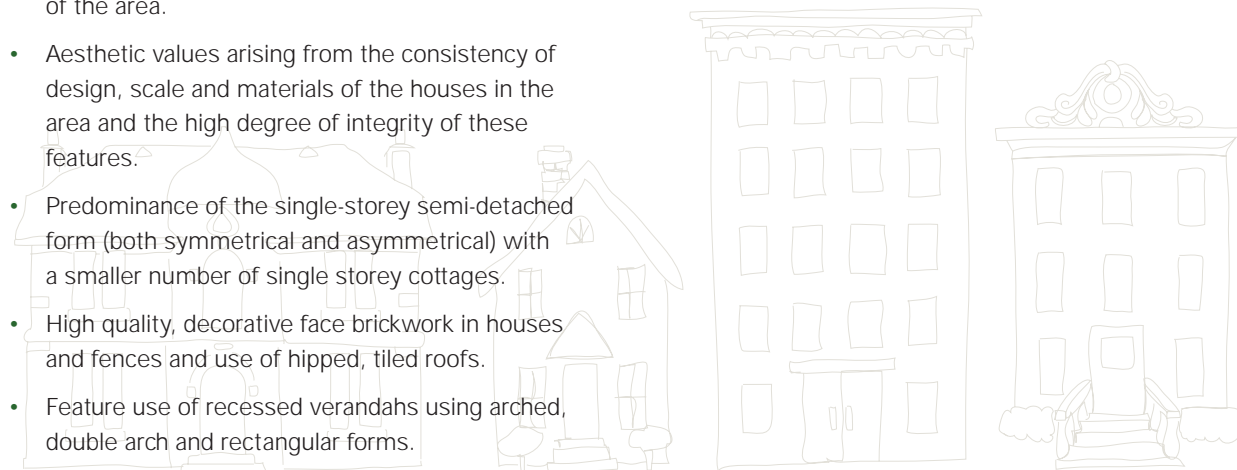 of the area.
• Aesthetic values arising from the consistency of
design, scale and materials of the houses in the
area and the high degree of integrity of these
features.
• Predominance of the single-storey semi-detached
form (both symmetrical and asymmetrical) with
a smaller number of single storey cottages.
• High quality, decorative face brickwork in houses
and fences and use of hipped, tiled roofs.
• Feature use of recessed verandahs using arched,
double arch and rectangular forms.